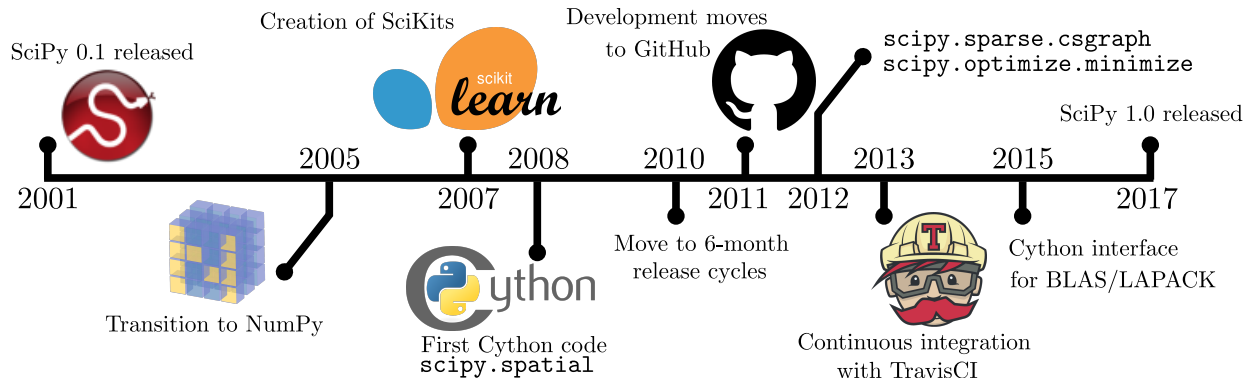 SciPy 0.1 released
2001
2005
Transition to NumPy
Creation of SciKits
scikit
learn
2007
2008
Cython
First Cython code
scipy.spatial
2010
Move to 6-month
release cycles
Development moves
to GitHub
2011
2012
scipy.sparse.csgraph
scipy.optimize.minimize
2013
T
Continuous integration
with TravisCI
2015
Cython interface
for BLAS/LAPACK
SciPy 1.0 released
2017